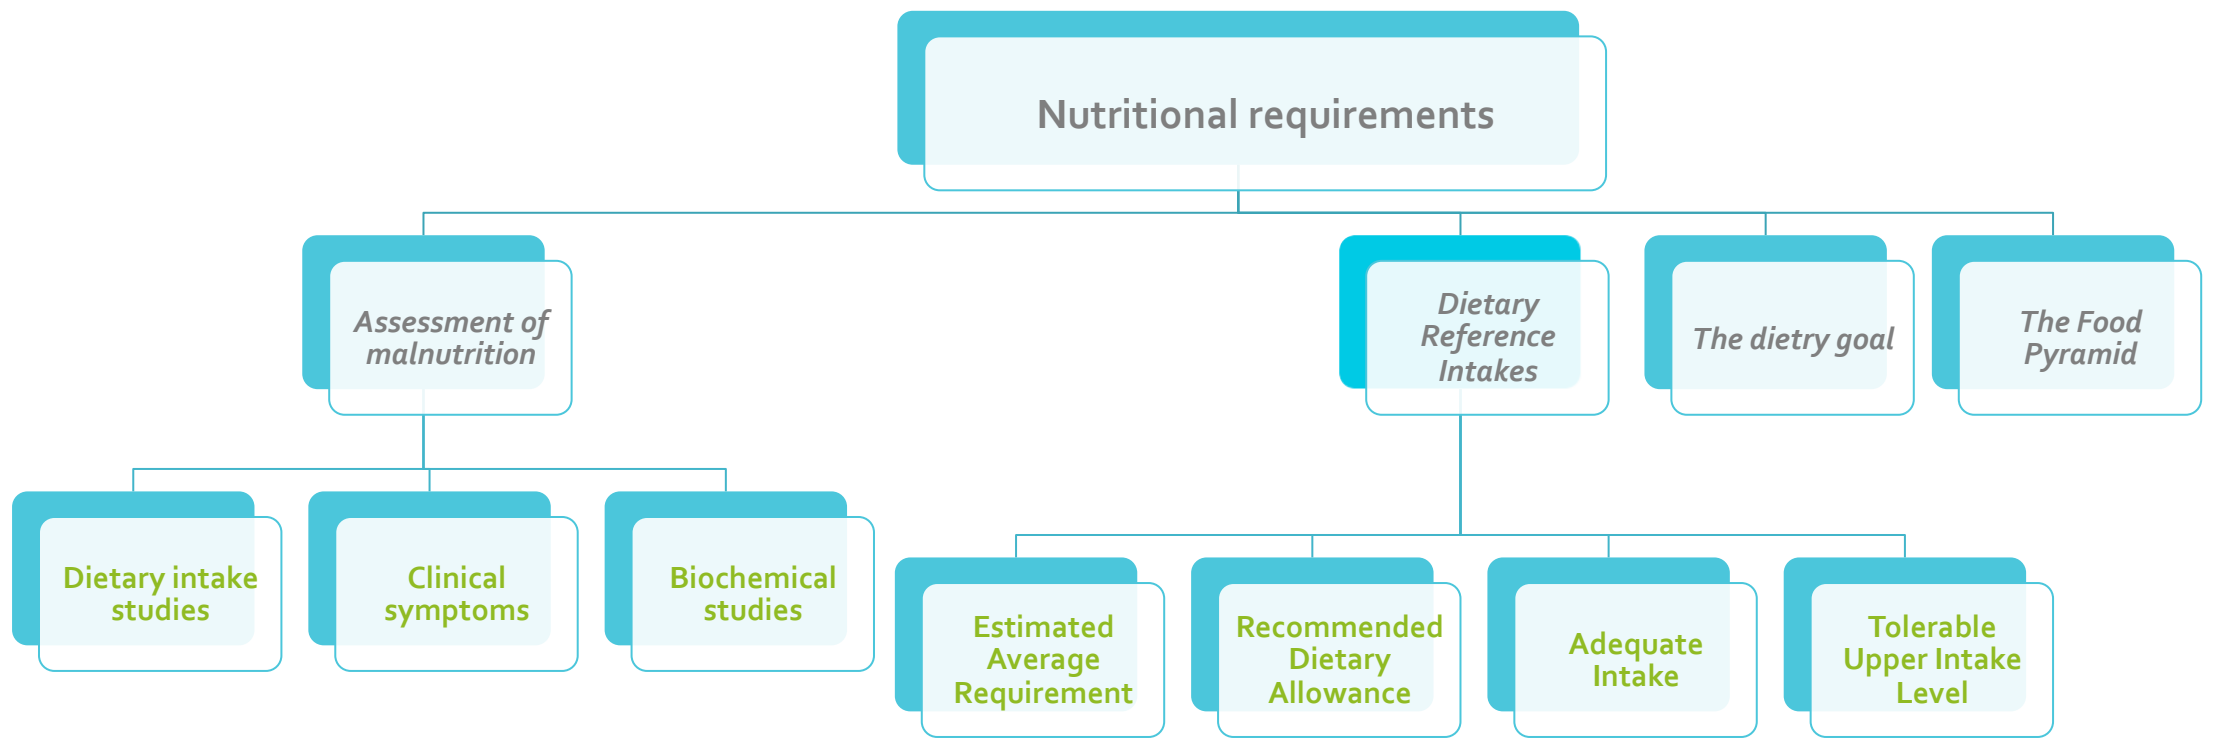 Nutritional requirements
Assessment of
malnutrition
Dietary
Reference
Intakes
The dietry goal
The Food
Pyramid
Dietary intake
studies
Clinical
symptoms
Biochemical
studies
Estimated
Average
Requirement
Recommended
Dietary
Allowance
Adequate
Intake
Tolerable
Upper Intake
Level